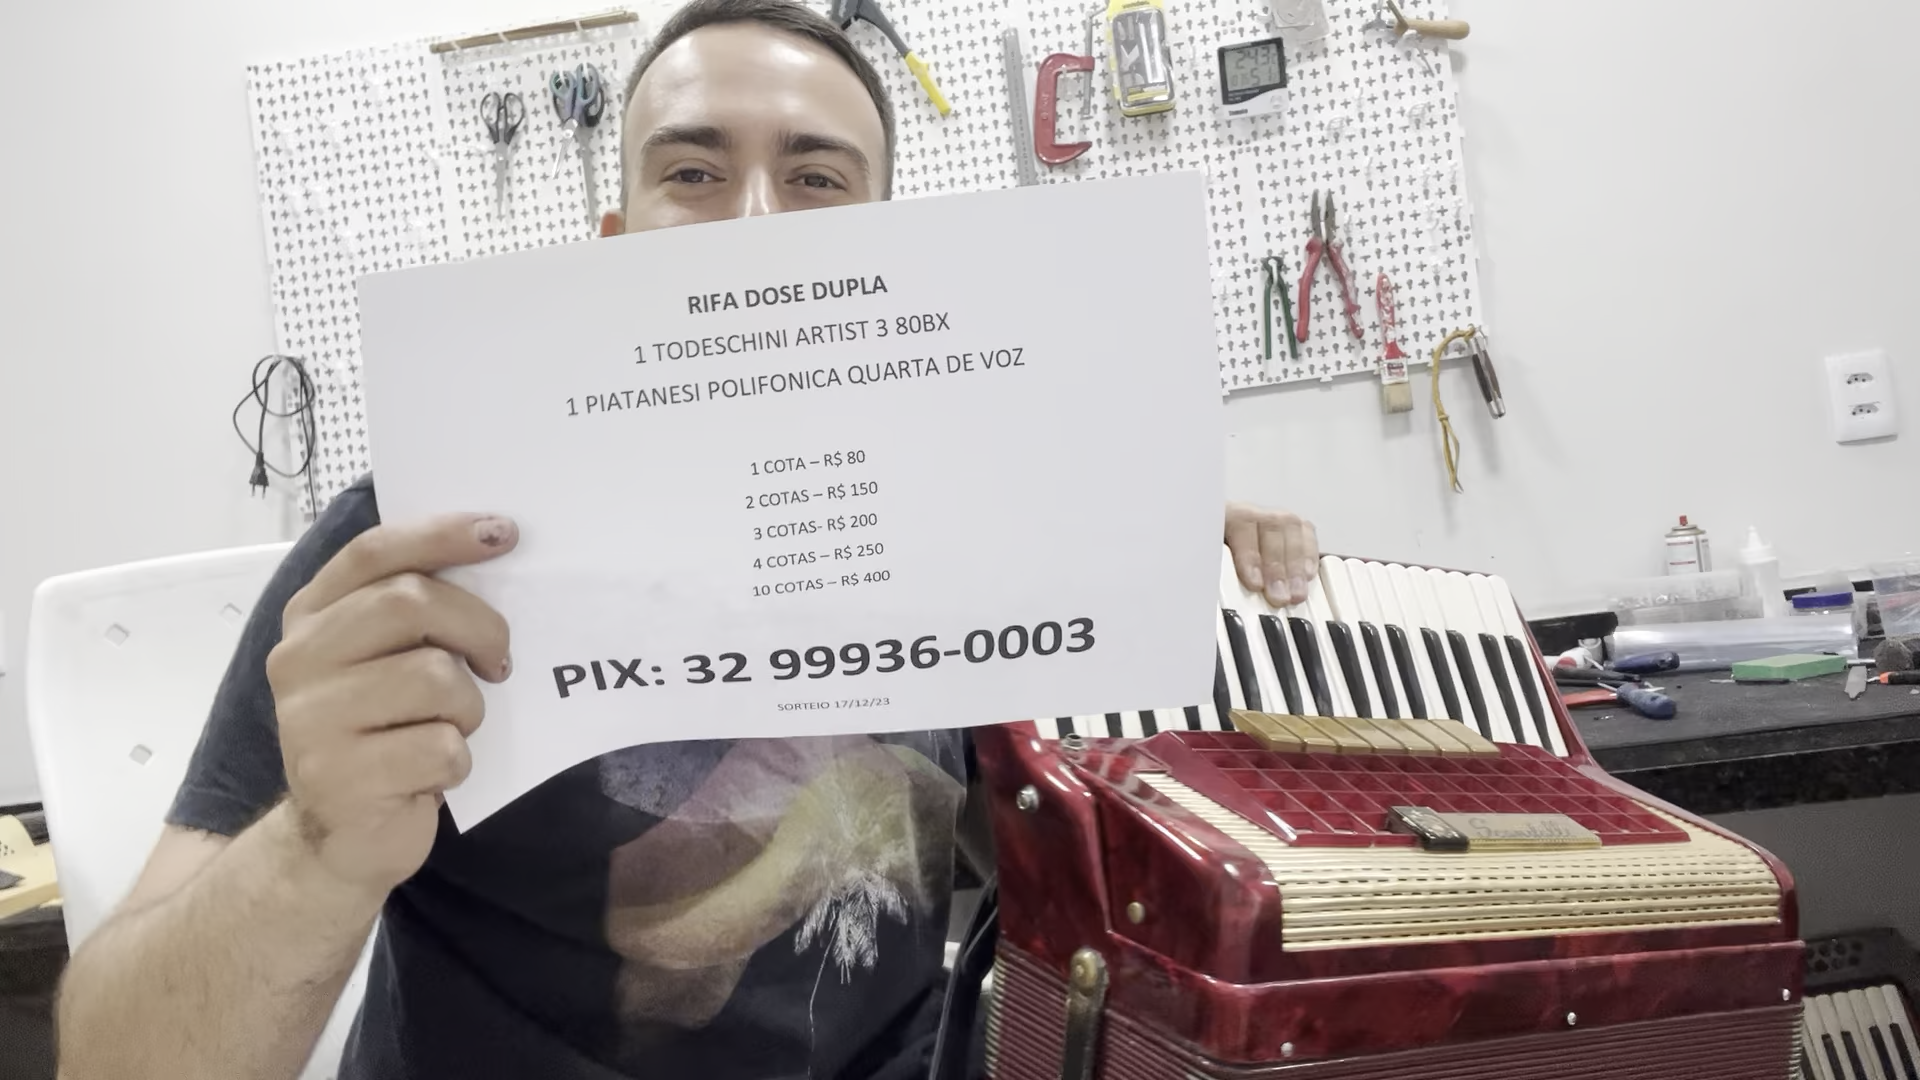 RIFA DOSE DUPLA
1 TODESCHINI ARTIST 3 80BX
1 PIATANESI POLIFONICA QUARTA DE VOZ
1 COTA – R$ 80
2 COTAS – R$ 150
3 COTAS- R$ 200
4 COTAS – R$ 250
10 COTAS – R$ 400
PIX: 32 99936-0003
SORTEIO 17/12/23